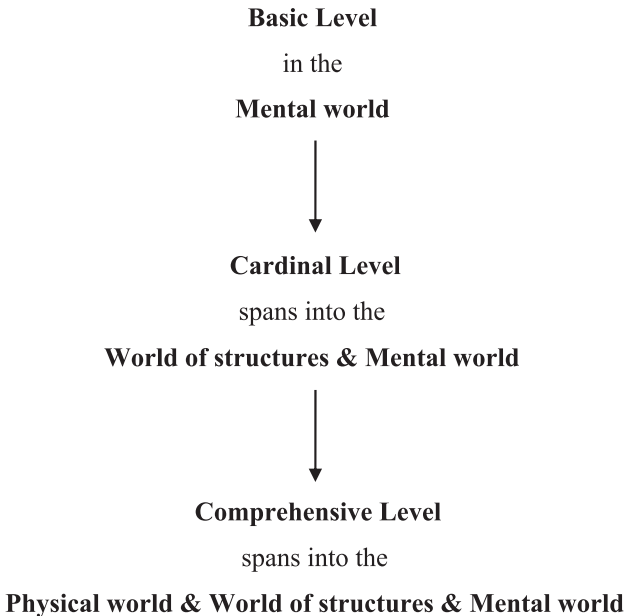 Basic Level
in the
Mental world
Cardinal Level
spans into the
World of structures & Mental world
Comprehensive Level
spans into the
Physical world & World of structures & Mental world